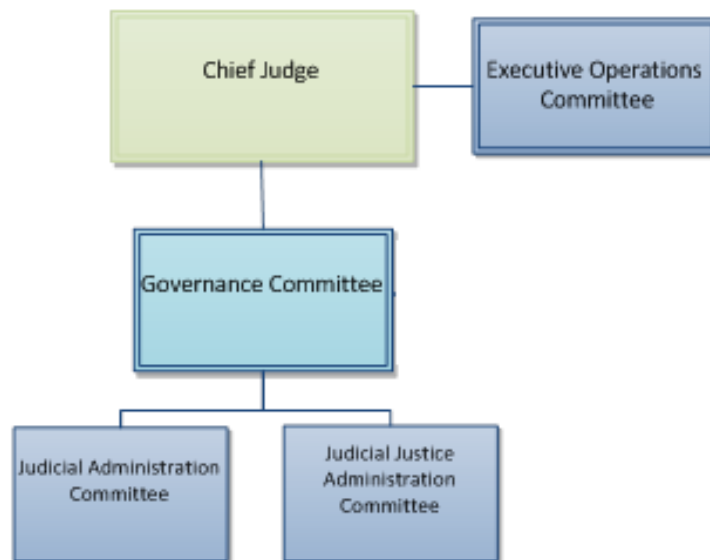 Chief Judge
Executive Operations
Committee
Governance Committee
Judicial Administration
Committee
Judicial Justice
Administration
Committee